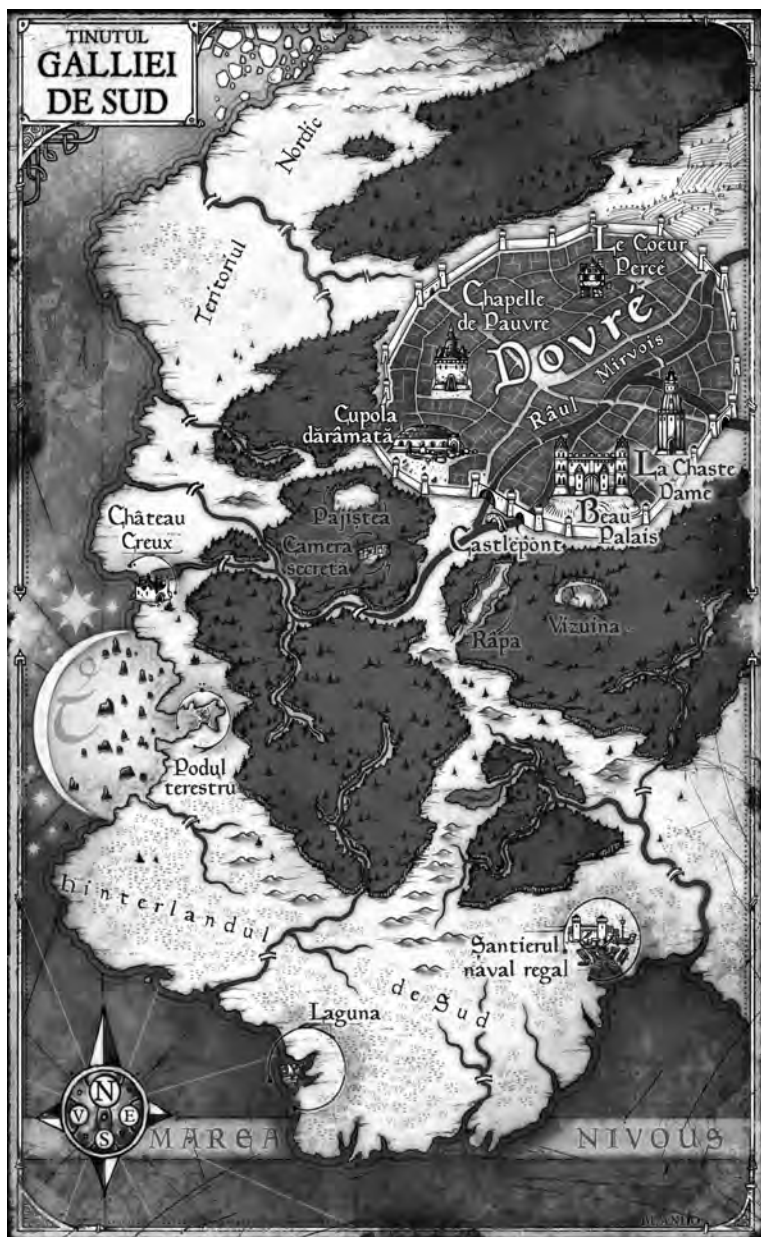 TINUTUL
GALLIEI
DE SUD
Nordic
Teritoriul
Le Cœur
Percé
Chapelle
de Pauvre
Dovré
Râul Mirvois
Cupola
dărâmată
La Chaste
Dame
Beau
Palais
Castlepont
Château
Creux
Pajiștea
Camera
secretă
Râpa
Vizuina
Podul
terestru
Hinterlandul
de Sud
Șantierul
naval regal
Laguna
N
V
E
S
MAREA NIVOUS